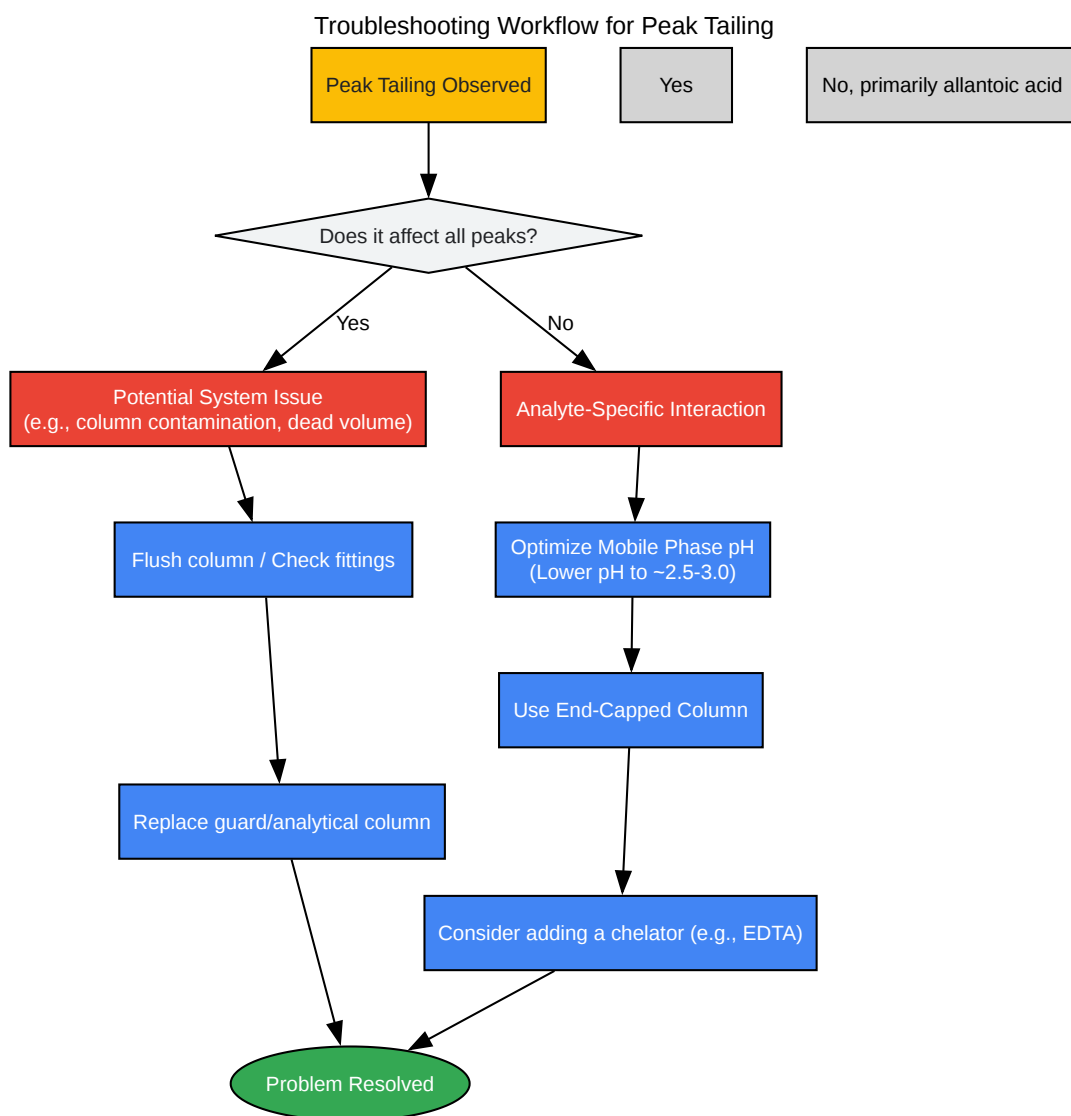 Troubleshooting Workflow for Peak Tailing
Peak Tailing Observed
Yes
No, primarily allantoic acid
Does it affect all peaks?
Yes
No
Potential System Issue
(e.g., column contamination, dead volume)
Analyte-Specific Interaction
Flush column / Check fittings
Optimize Mobile Phase pH
(Lower pH to ~2.5-3.0)
Use End-Capped Column
Replace guard/analytical column
Consider adding a chelator (e.g., EDTA)
Problem Resolved